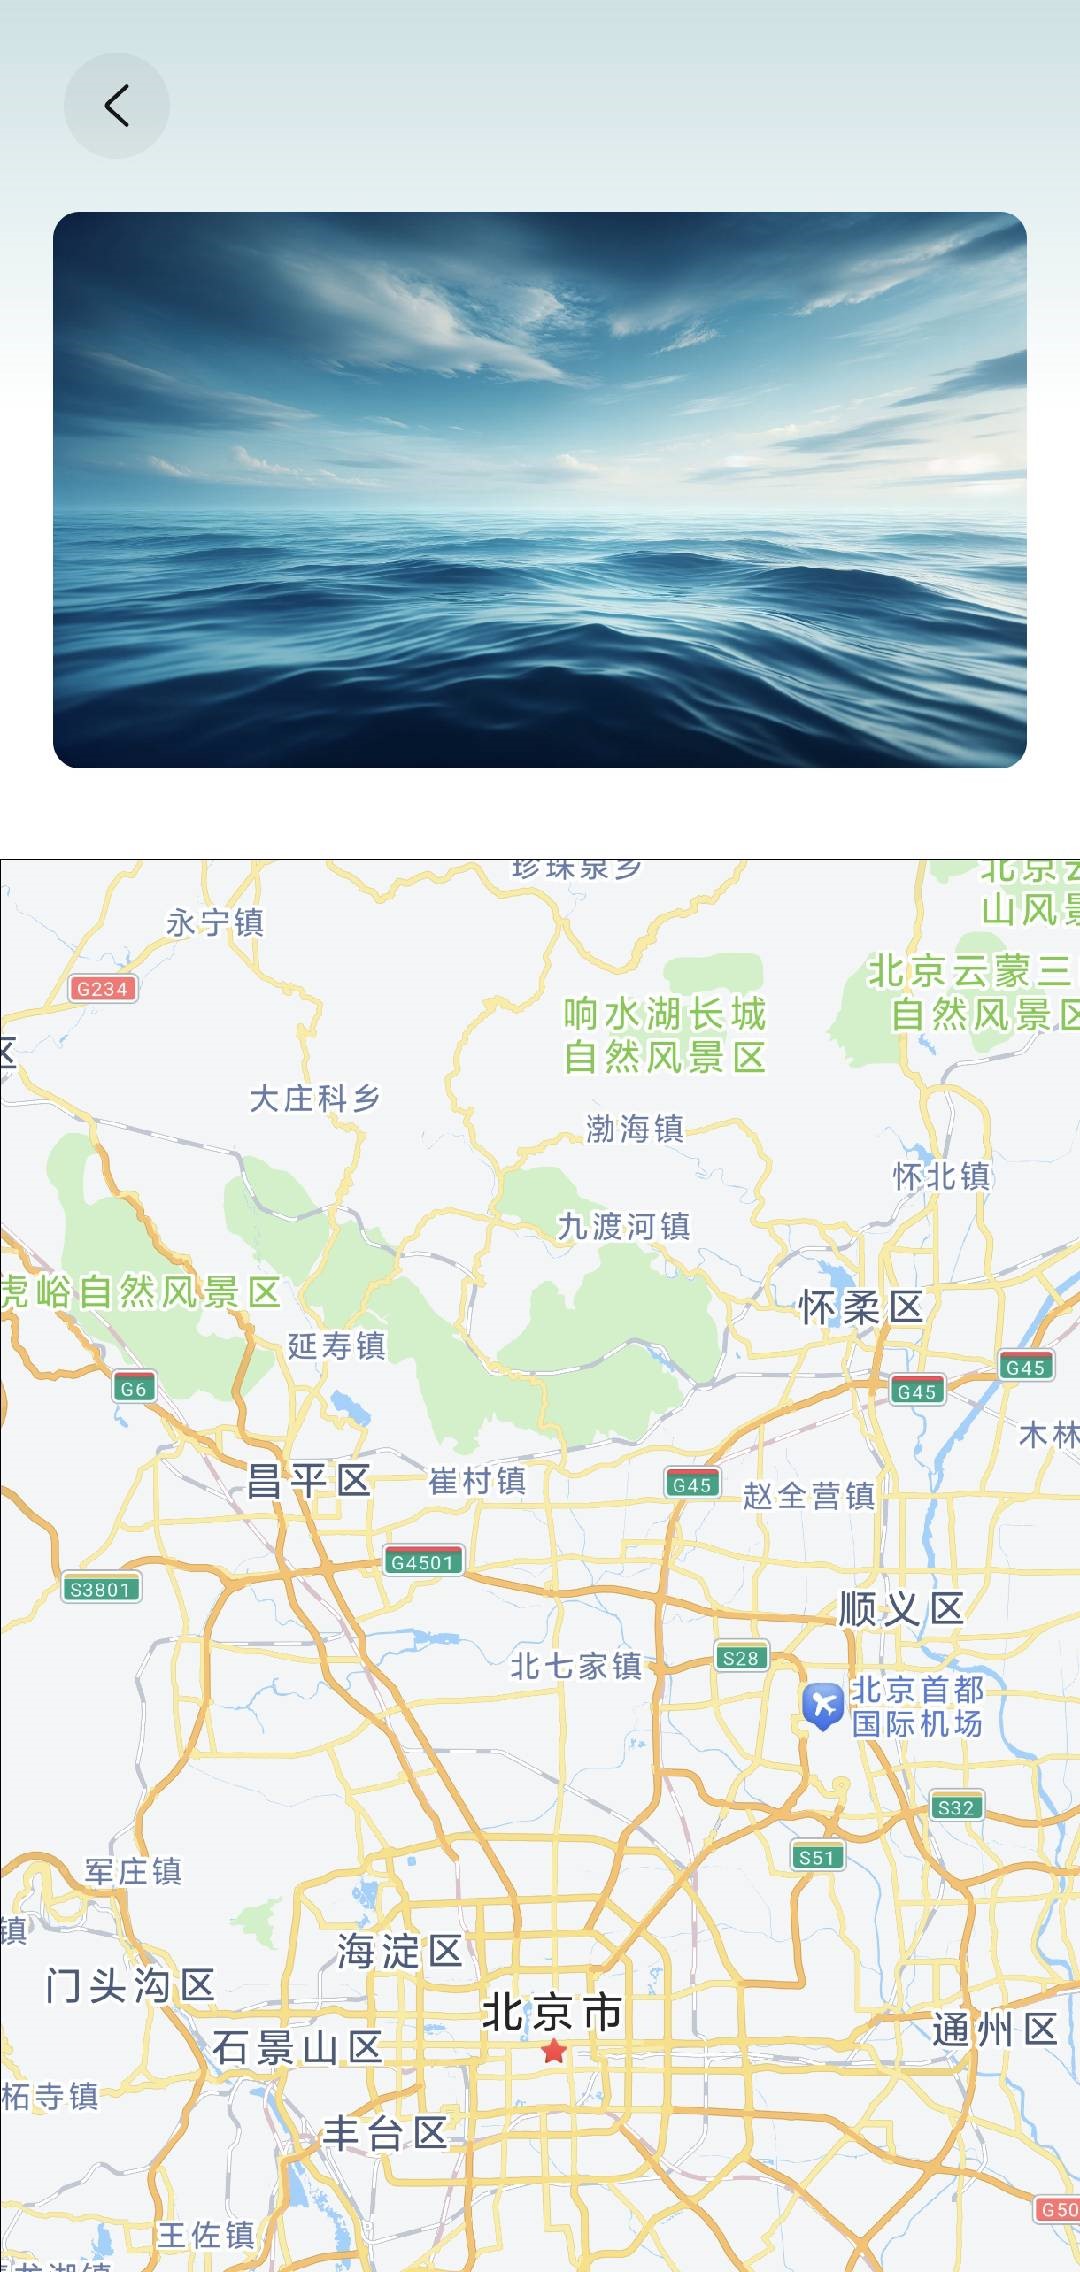 珍珠泉乡
永宁镇
G234
响水湖长城
自然风景区
北京云蒙三
自然风景区
山风景
大庄科乡
渤海镇
怀北镇
九渡河镇
虎峪自然风景区
怀柔区
延寿镇
G6
G45
G45
木林
昌平区
崔村镇
G45
赵全营镇
G4501
S3801
顺义区
北七家镇
S28
北京首都
国际机场
S32
S51
军庄镇
镇
海淀区
门头沟区
北京市
石景山区
通州区
柘寺镇
丰台区
G50
王佐镇